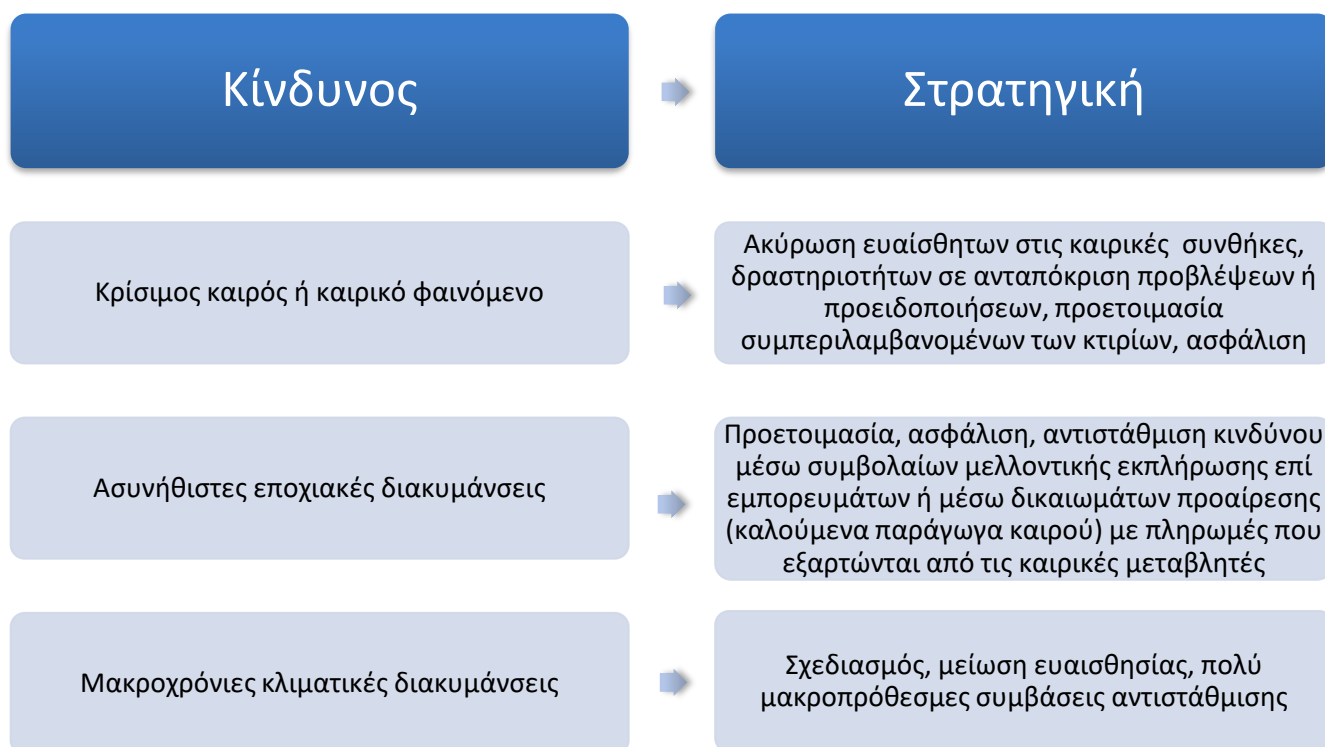 Κίνδυνος
Στρατηγική
Κρίσιμος καιρός ή καιρικό φαινόμενο
Ακύρωση ευαίσθητων στις καιρικές  συνθήκες,
δραστηριοτήτων σε ανταπόκριση προβλέψεων ή
προειδοποιήσεων, προετοιμασία
συμπεριλαμβανομένων των κτιρίων, ασφάλιση
Ασυνήθιστες εποχιακές διακυμάνσεις
Προετοιμασία, ασφάλιση, αντιστάθμιση κινδύνου
μέσω συμβολαίων μελλοντικής εκπλήρωσης επί
εμπορευμάτων ή μέσω δικαιωμάτων προαίρεσης
(καλούμενα παράγωγα καιρού) με πληρωμές που
εξαρτώνται από τις καιρικές μεταβλητές
Μακροχρόνιες κλιματικές διακυμάνσεις
Σχεδιασμός, μείωση ευαισθησίας, πολύ
μακροπρόθεσμες συμβάσεις αντιστάθμισης